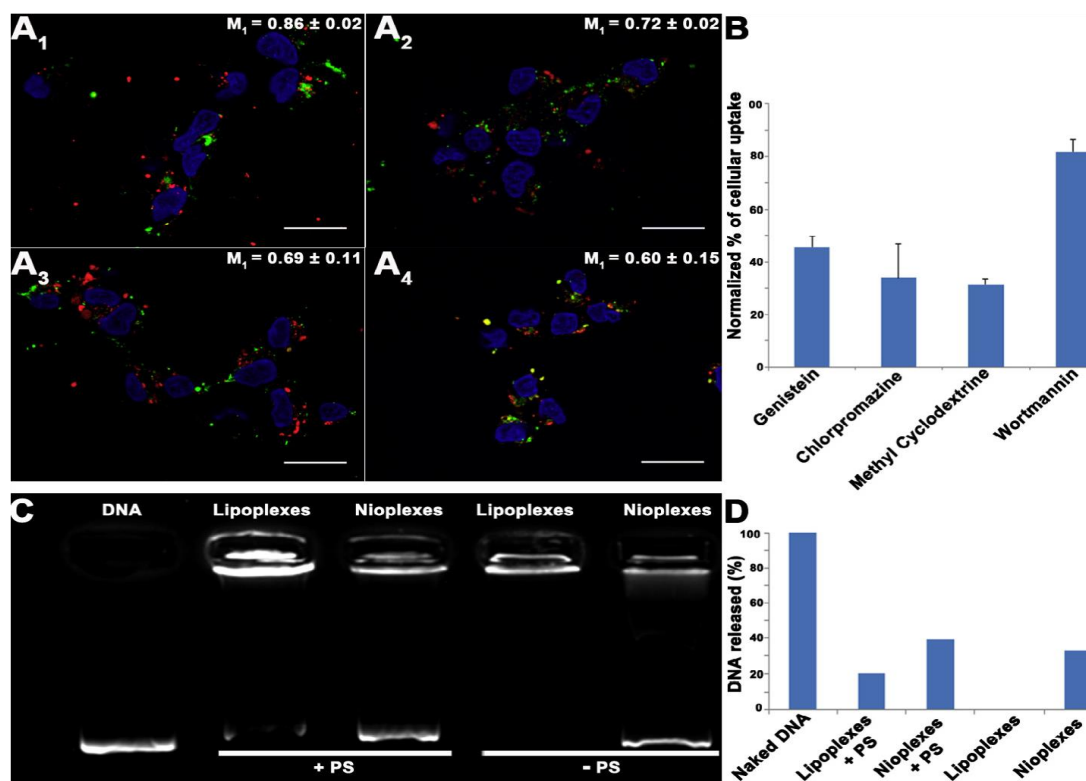 A1
M1 = 0.86 ± 0.02
A2
M1 = 0.72 ± 0.02
A3
M1 = 0.69 ± 0.11
A4
M1 = 0.60 ± 0.15
B
Normalized % of cellular uptake
00
80
60
40
20
00
Genistein
Chlorpromazine
Methyl Cyclodextrine
Wortmannin
C
DNA
Lipoplexes
Nioplexes
Lipoplexes
Nioplexes
+ PS
- PS
D
DNA released (%)
100
80
60
40
20
00
Naked DNA
Lipoplexes
+ PS
Nioplexes
+ PS
Lipoplexes
Nioplexes